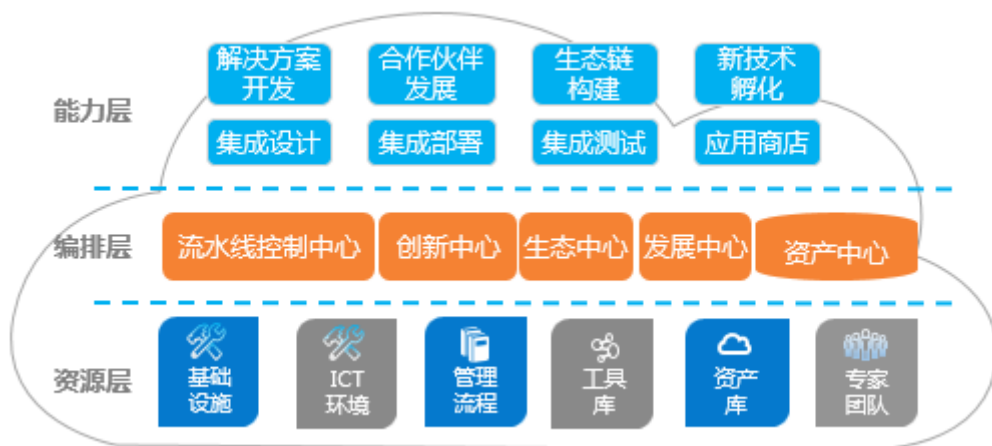 解决方案
开发
合作伙伴
发展
生态链
构建
新技术
孵化
能力层
集成设计
集成部署
集成测试
应用商店
编排层
流水线控制中心
创新中心
生态中心
发展中心
资产中心
资源层
基础
设施
ICT
环境
管理
流程
工具
库
资产
库
专家
团队